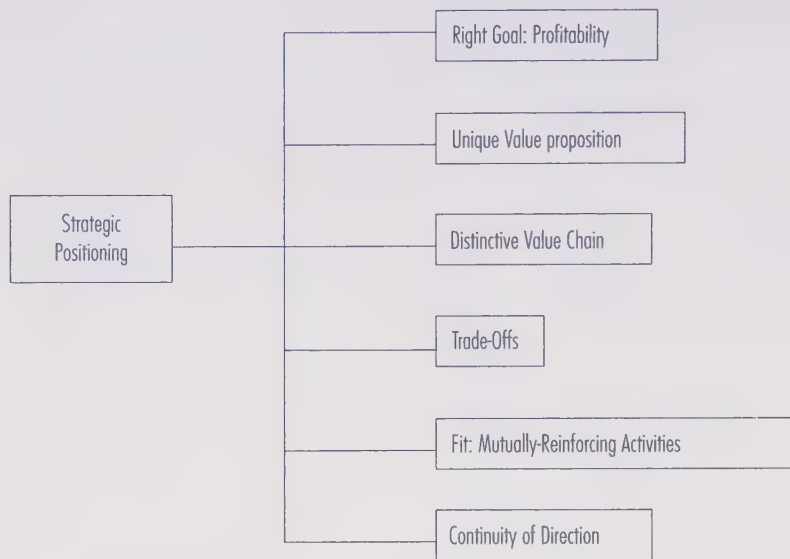 Right Goal: Profitability
Unique Value proposition
Distinctive Value Chain
Strategic
Positioning
Trade-Offs
Fit: Mutually-Reinforcing Activities
Continuity of Direction